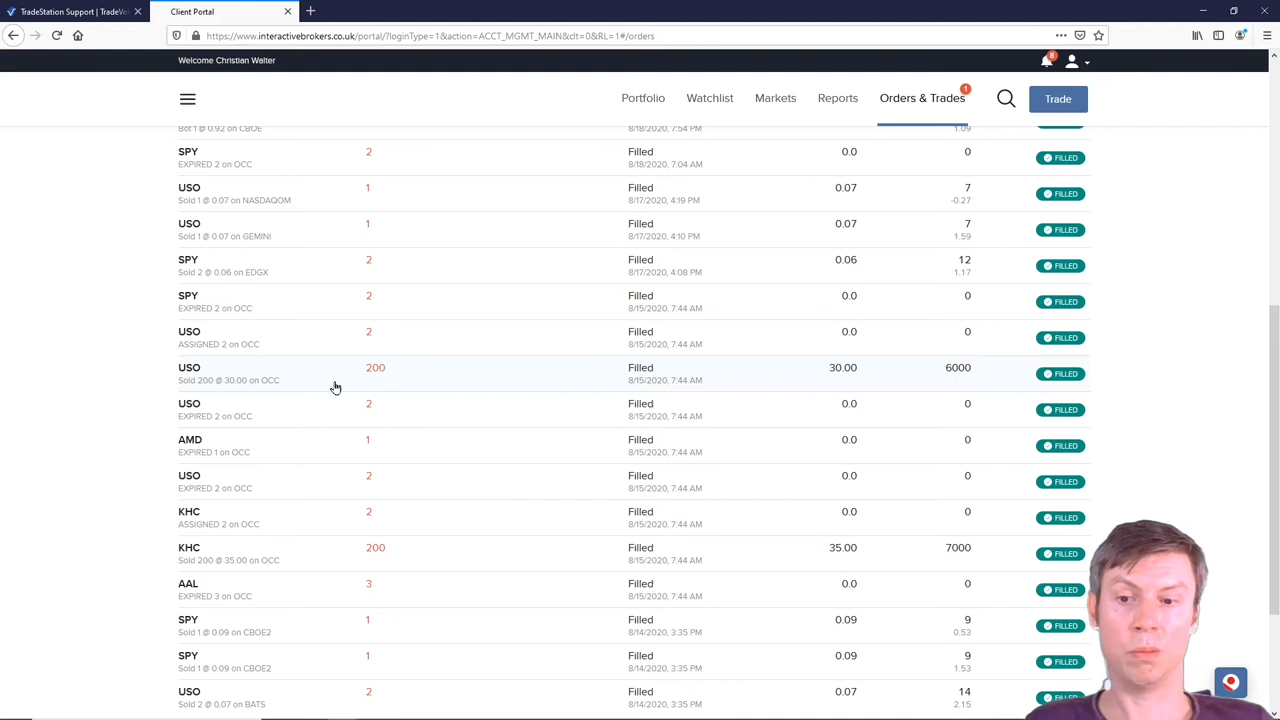 TradeStation Support | TradeVol
Client Portal
https://www.interactivebrokers.co.uk/portal/?loginType=1&action=ACCT_MGMT_MAIN&clt=0&RL=1#/orders
Welcome Christian Walter
8
Portfolio Watchlist Markets Reports Orders & Trades 1 Trade
Bot 1 @ 0.92 on CBOE 8/18/2020, 7:54 PM 1.09
SPY 2 Filled 0.0 0 FILLED
EXPIRED 2 on OCC 8/18/2020, 7:04 AM
USO 1 Filled 0.07 7 FILLED
Sold 1 @ 0.07 on NASDAQOM 8/17/2020, 4:19 PM -0.27
USO 1 Filled 0.07 7 FILLED
Sold 1 @ 0.07 on GEMINI 8/17/2020, 4:10 PM 1.59
SPY 2 Filled 0.06 12 FILLED
Sold 2 @ 0.06 on EDGX 8/17/2020, 4:08 PM 1.17
SPY 2 Filled 0.0 0 FILLED
EXPIRED 2 on OCC 8/15/2020, 7:44 AM
USO 2 Filled 0.0 0 FILLED
ASSIGNED 2 on OCC 8/15/2020, 7:44 AM
USO 200 Filled 30.00 6000 FILLED
Sold 200 @ 30.00 on OCC 8/15/2020, 7:44 AM
USO 2 Filled 0.0 0 FILLED
EXPIRED 2 on OCC 8/15/2020, 7:44 AM
AMD 1 Filled 0.0 0 FILLED
EXPIRED 1 on OCC 8/15/2020, 7:44 AM
USO 2 Filled 0.0 0 FILLED
EXPIRED 2 on OCC 8/15/2020, 7:44 AM
KHC 2 Filled 0.0 0 FILLED
ASSIGNED 2 on OCC 8/15/2020, 7:44 AM
KHC 200 Filled 35.00 7000 FILLED
Sold 200 @ 35.00 on OCC 8/15/2020, 7:44 AM
AAL 3 Filled 0.0 0 FILLED
EXPIRED 3 on OCC 8/15/2020, 7:44 AM
SPY 1 Filled 0.09 9 FILLED
Sold 1 @ 0.09 on CBOE2 8/14/2020, 3:35 PM 0.53
SPY 1 Filled 0.09 9 FILLED
Sold 1 @ 0.09 on CBOE2 8/14/2020, 3:35 PM 1.53
USO 2 Filled 0.07 14 FILLED
Sold 2 @ 0.07 on BATS 8/14/2020, 3:35 PM 2.15